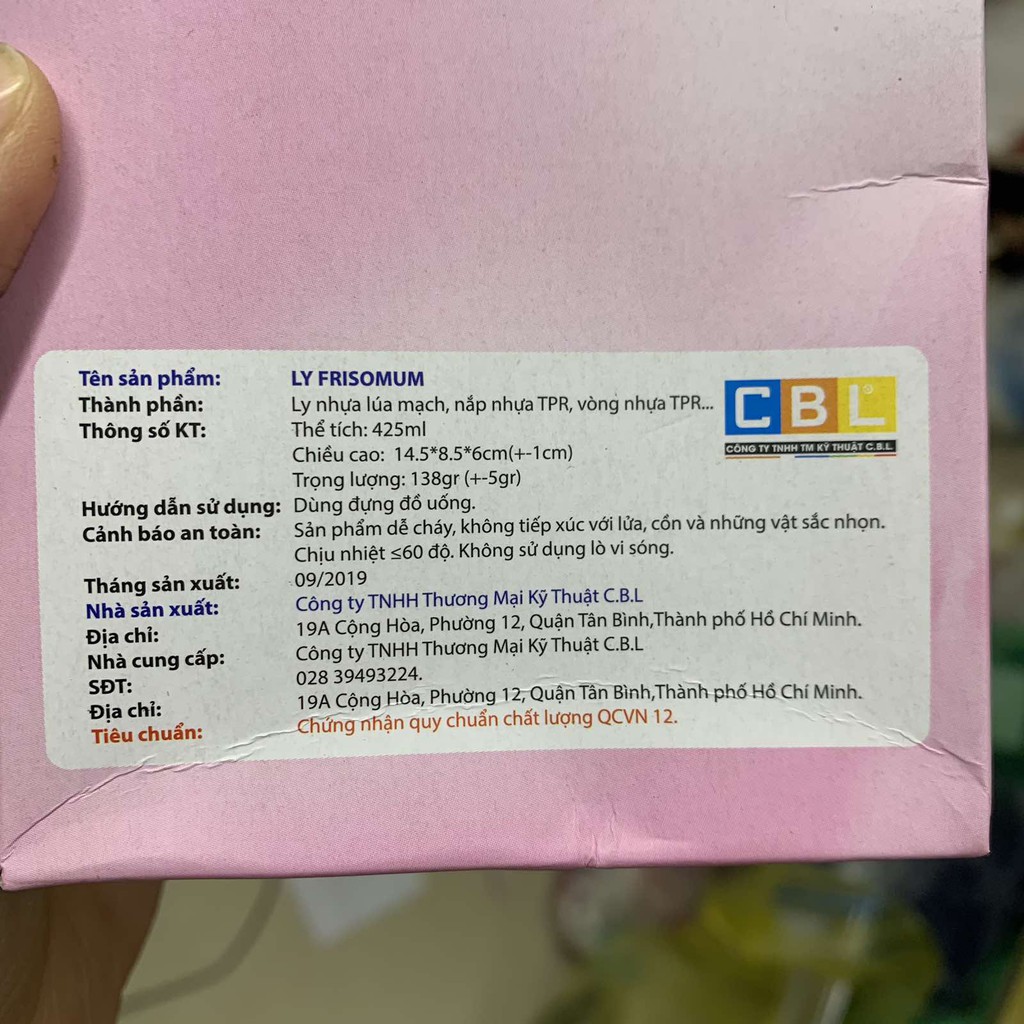 Tên sản phẩm: LY FRISOMUM
Thành phần: Ly nhựa lúa mạch, nắp nhựa TPR, vòng nhựa TPR...
Thông số KT: Thể tích: 425ml
Chiều cao: 14.5*8.5*6cm(+-1cm)
Trọng lượng: 138gr (+-5gr)
Hướng dẫn sử dụng: Dùng đựng đồ uống.
Cảnh báo an toàn: Sản phẩm dễ cháy, không tiếp xúc với lửa, cồn và những vật sắc nhọn.
Chịu nhiệt ≤60 độ. Không sử dụng lò vi sóng.
Tháng sản xuất: 09/2019
Nhà sản xuất: Công ty TNHH Thương Mại Kỹ Thuật C.B.L
Địa chỉ: 19A Cộng Hòa, Phường 12, Quận Tân Bình,Thành phố Hồ Chí Minh.
Nhà cung cấp: Công ty TNHH Thương Mại Kỹ Thuật C.B.L
SĐT: 028 39493224.
Địa chỉ: 19A Cộng Hòa, Phường 12, Quận Tân Bình,Thành phố Hồ Chí Minh.
Tiêu chuẩn: Chứng nhận quy chuẩn chất lượng QCVN 12.
CBL
CÔNG TY TNHH TM KỸ THUẬT C.B.L